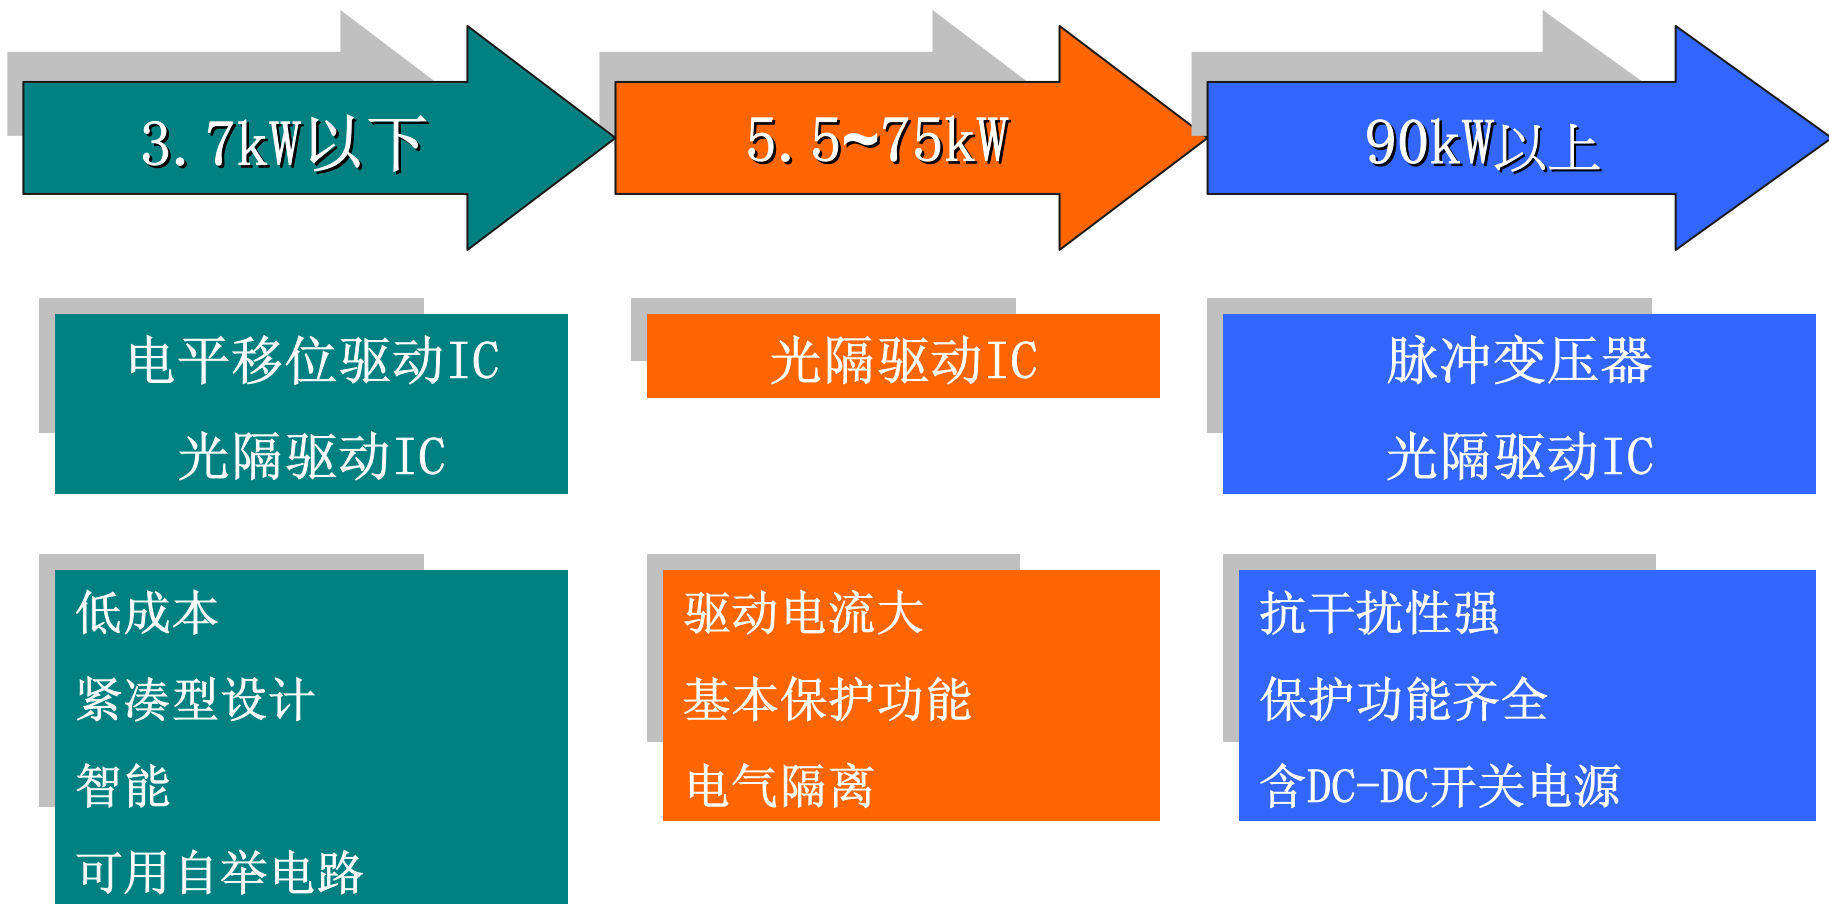 3.7kW以下
5.5~75kW
90kW以上
电平移位驱动IC
光隔驱动IC
光隔驱动IC
脉冲变压器
光隔驱动IC
低成本
紧凑型设计
智能
可用自举电路
驱动电流大
基本保护功能
电气隔离
抗干扰性强
保护功能齐全
含DC-DC开关电源